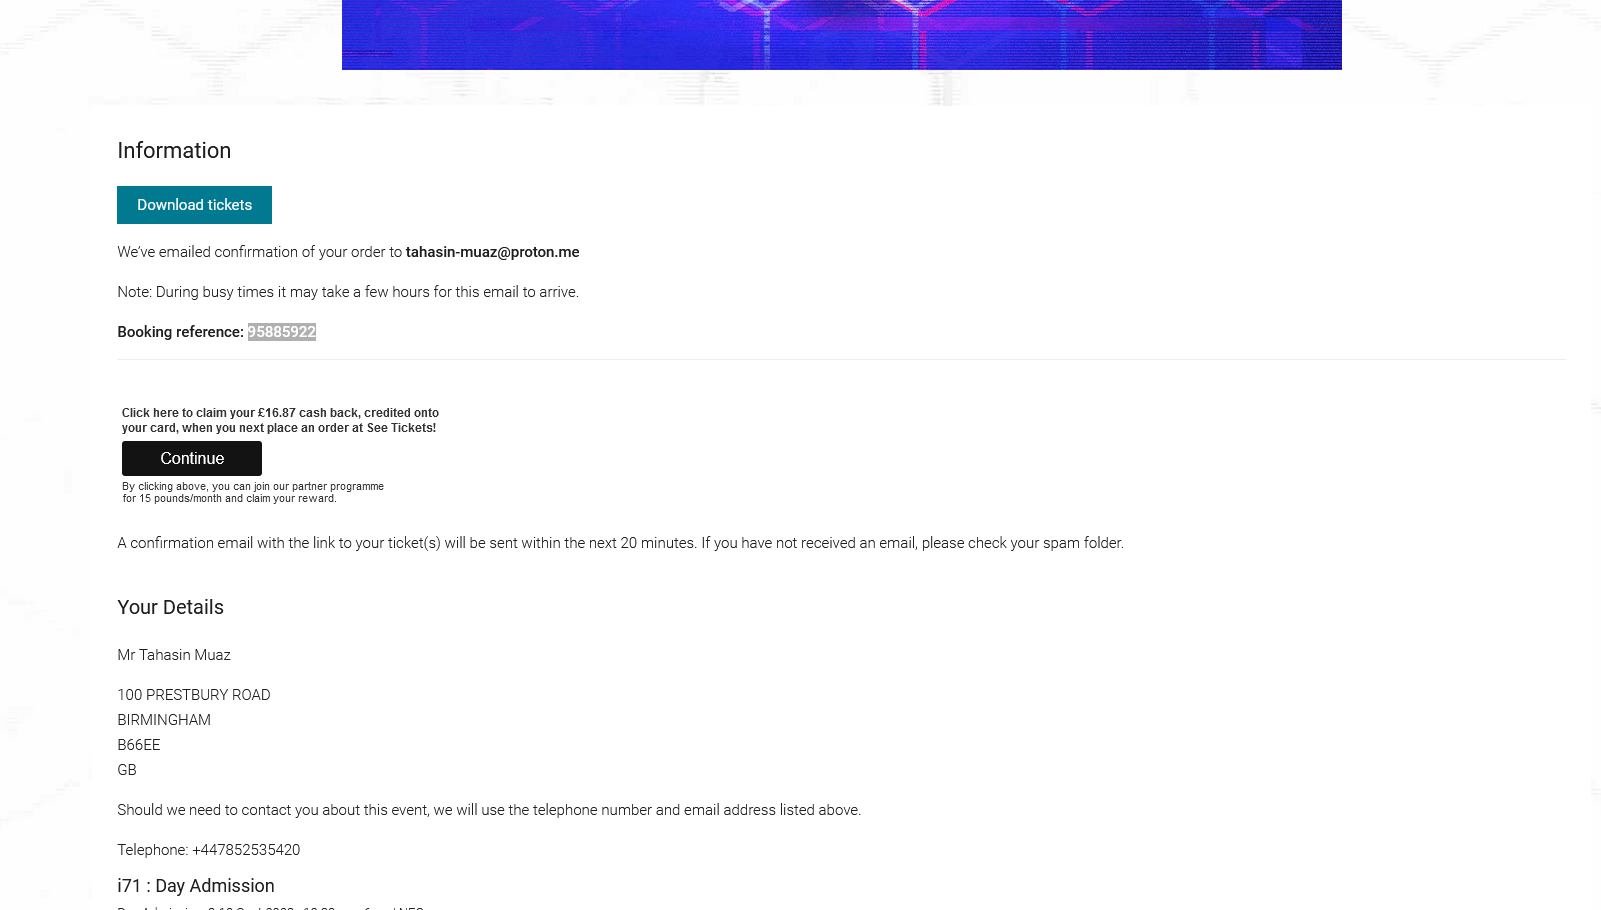 Information
Download tickets
We've emailed confirmation of your order to tahasin-muaz@proton.me
Note: During busy times it may take a few hours for this email to arrive.
Booking reference: 95885922
Click here to claim your £16.87 cash back, credited onto
your card, when you next place an order at See Tickets!
Continue
By clicking above, you can join our partner programme
for 15 pounds/month and claim your reward.
A confirmation email with the link to your ticket(s) will be sent within the next 20 minutes. If you have not received an email, please check your spam folder.
Your Details
Mr Tahasin Muaz
100 PRESTBURY ROAD
BIRMINGHAM
B66EE
GB
Should we need to contact you about this event, we will use the telephone number and email address listed above.
Telephone: +447852535420
i71 : Day Admission